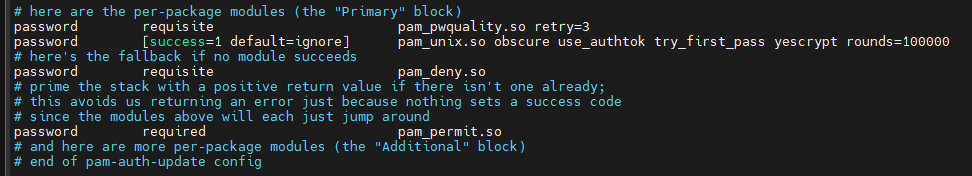 # here are the per-package modules (the "Primary" block)
password        requisite                       pam_pwquality.so retry=3
password        [success=1 default=ignore]      pam_unix.so obscure use_authtok try_first_pass yescrypt rounds=100000
# here's the fallback if no module succeeds
password        requisite                       pam_deny.so
# prime the stack with a positive return value if there isn't one already;
# this avoids us returning an error just because nothing sets a success code
# since the modules above will each just jump around
password        required                        pam_permit.so
# and here are more per-package modules (the "Additional" block)
# end of pam-auth-update config